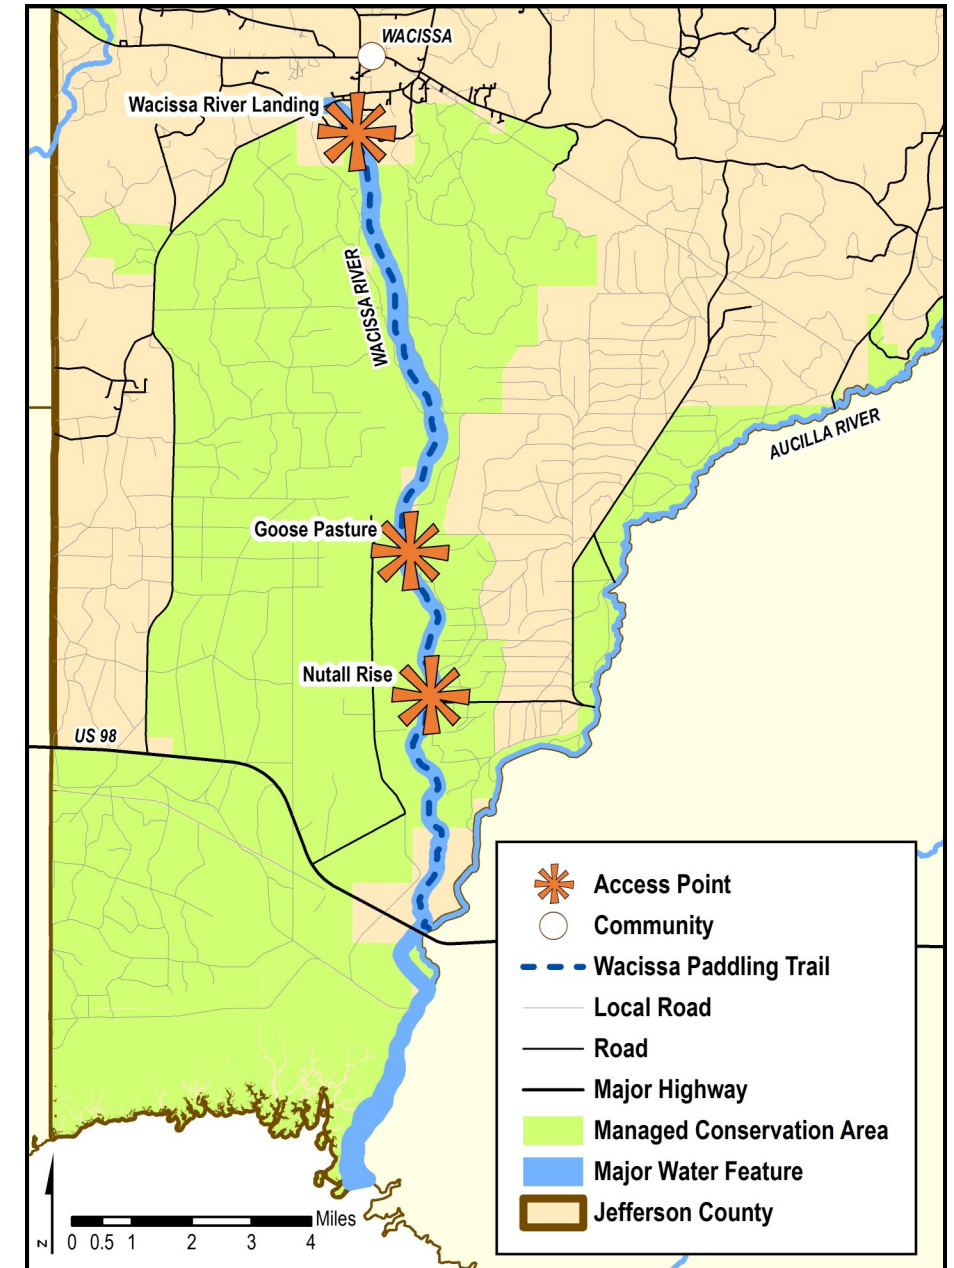 WACISSA
Wacissa River Landing
WACISSA RIVER
AUCILLA RIVER
Goose Pasture
Nutall Rise
US 98
Access Point
Community
Wacissa Paddling Trail
Local Road
Road
Major Highway
Managed Conservation Area
Major Water Feature
Jefferson County
Miles
0 0.5 1 2 3 4
N